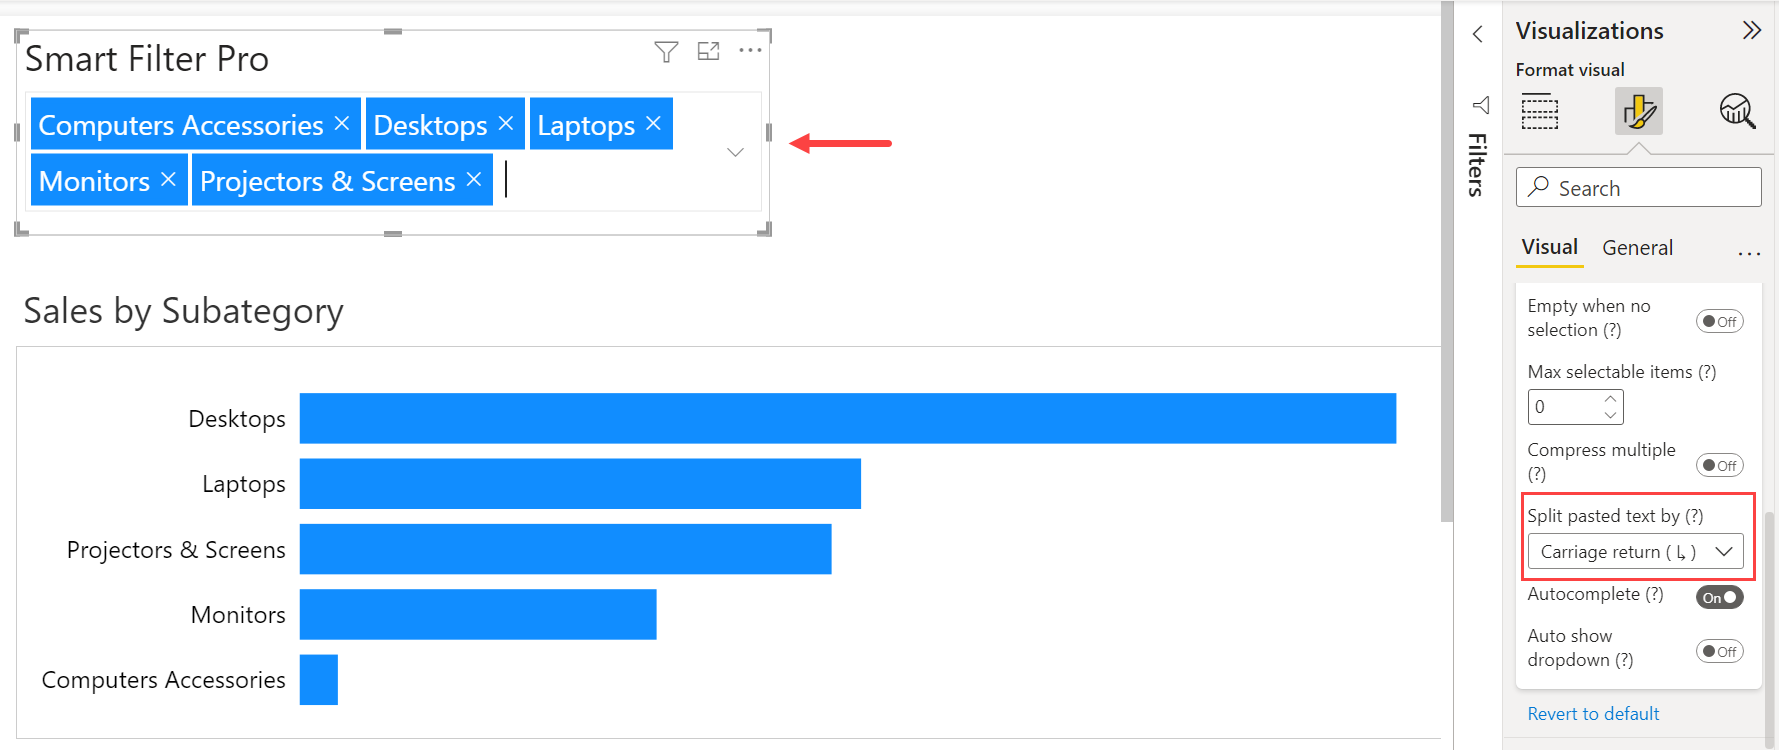 Smart Filter Pro
Computers Accessories × Desktops × Laptops ×
Monitors × Projectors & Screens ×
Sales by Subategory
Desktops
Laptops
Projectors & Screens
Monitors
Computers Accessories
Filters
Visualizations
Format visual
Search
Visual General
Empty when no
selection (?)
Off
Max selectable items (?)
0
Compress multiple
(?)
Off
Split pasted text by (?)
Carriage return ( ↳ )
Autocomplete (?)
On
Auto show
dropdown (?)
Off
Revert to default